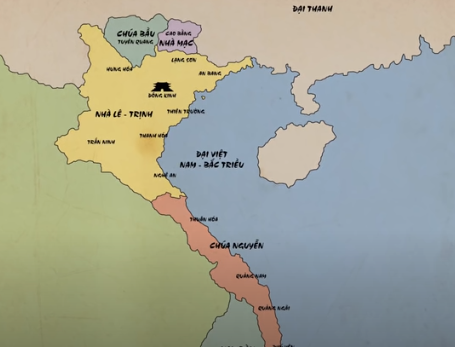 ĐẠI THANH
CHÚA BẦU
TUYÊN QUANG
CAO BẰNG
NHÀ MẠC
LẠNG SƠN
HƯNG HÓA
AN BANG
ĐÔNG KINH
NHÀ LÊ - TRỊNH
THIÊN TRƯỜNG
THANH HÓA
TRẤN NINH
ĐẠI VIỆT
NAM - BẮC TRIỀU
NGHỆ AN
THUẬN HÓA
CHÚA NGUYỄN
QUẢNG NAM
QUẢNG NGÃI